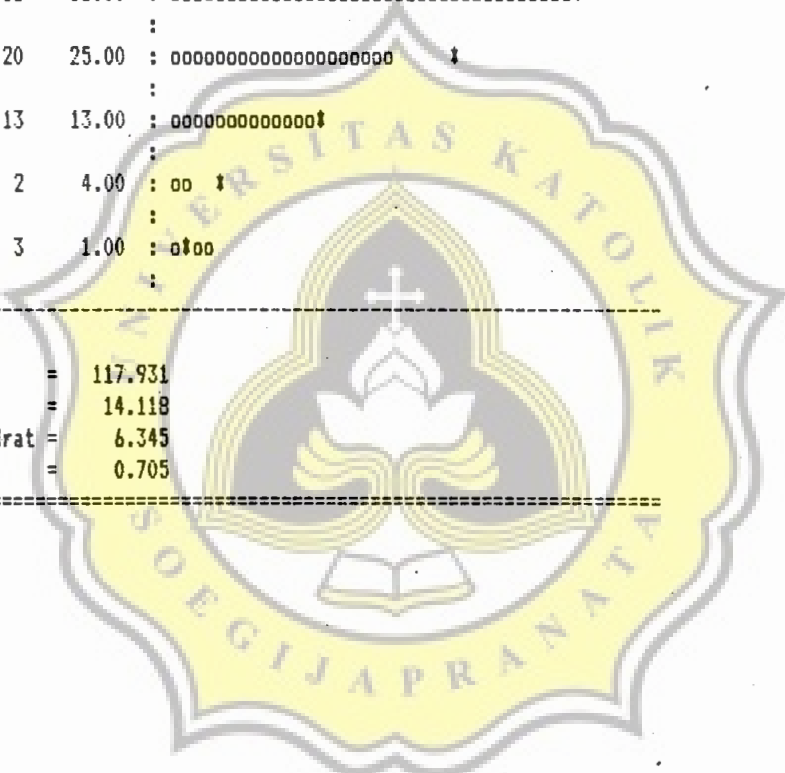 :
20 25.00 : oooooooooooooooooooo *
:
13 13.00 : ooooooooooooo*
:
2 4.00 : oo *
:
3 1.00 : o*oo
:
-----------------------------------------------------------------
= 117.931
= 14.118
drat = 6.345
= 0.705
=================================================================
UNIVERSITAS KATOLIK
SOEGIJAPRANATA